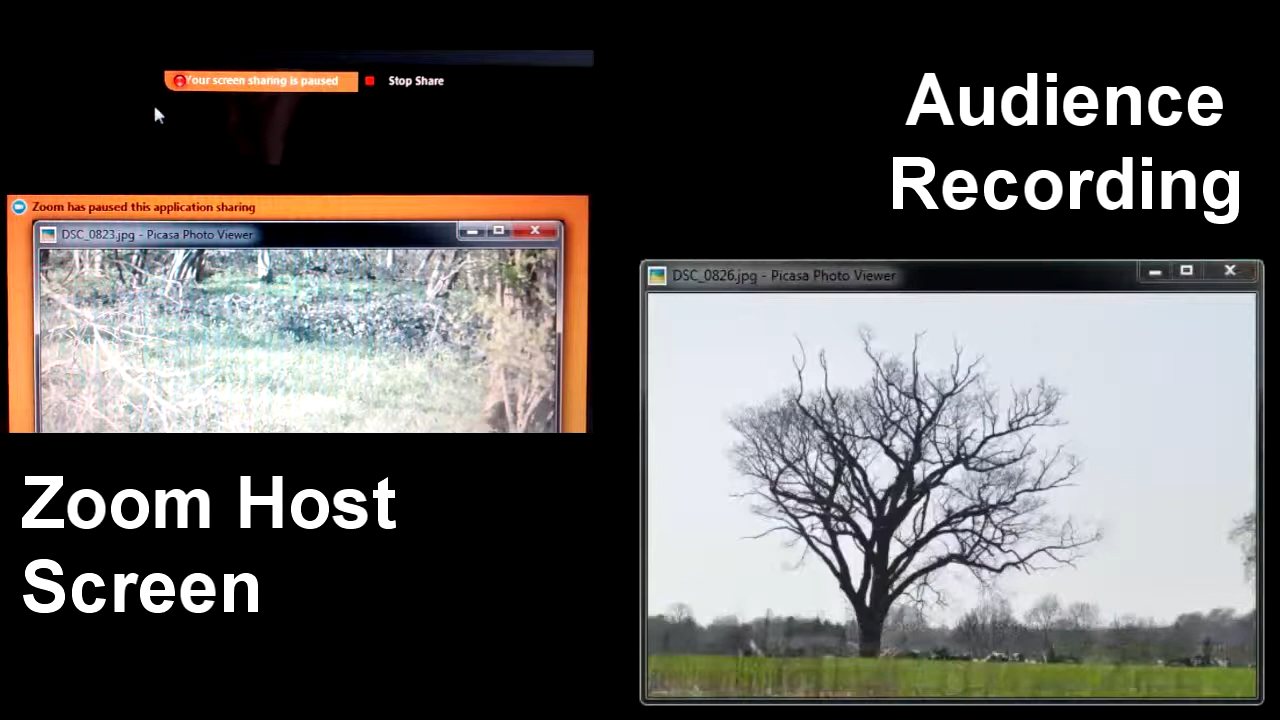 Your screen sharing is paused Stop Share
Zoom has paused this application sharing
DSC_0823.jpg - Picasa Photo Viewer
Zoom Host
Screen
Audience
Recording
DSC_0826.jpg - Picasa Photo Viewer